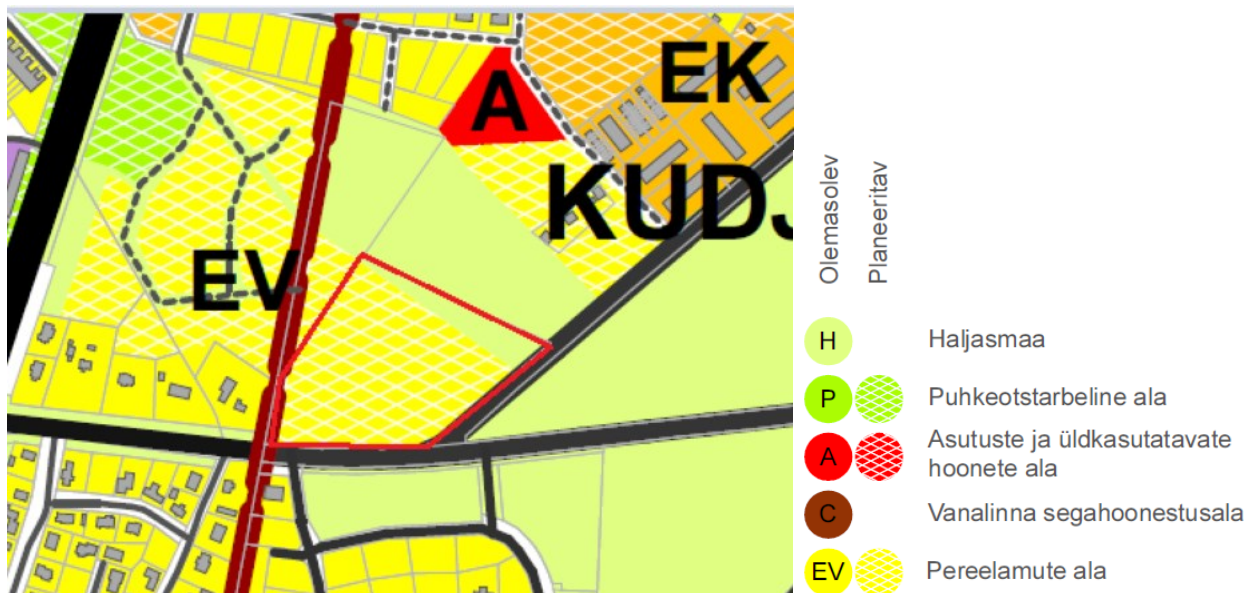 A
EK
KUDJ
EV
Olemasolev
Planeeritav
H Haljasmaa
P Puhkeotstarbeline ala
A Asutuste ja üldkasutatavate
hoonete ala
C Vanalinna segahoonestusala
EV Pereelamute ala